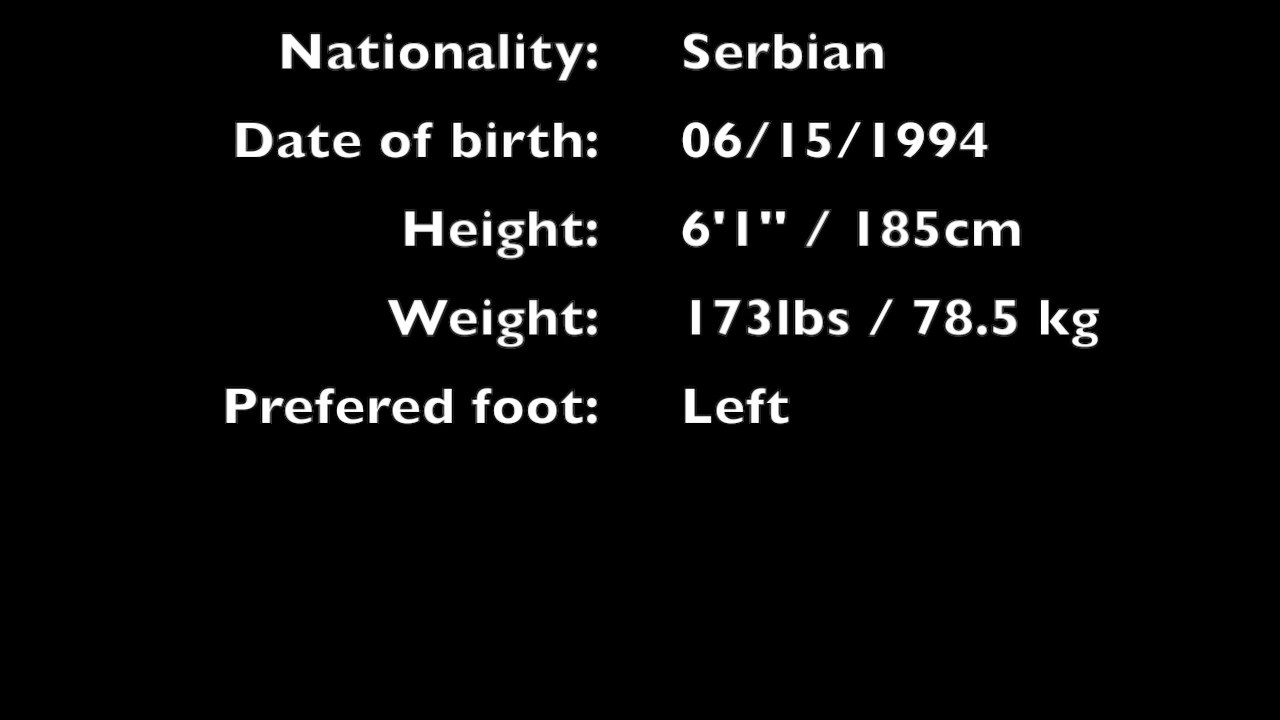 Nationality: Serbian
Date of birth: 06/15/1994
Height: 6'1" / 185cm
Weight: 173lbs / 78.5 kg
Prefered foot: Left